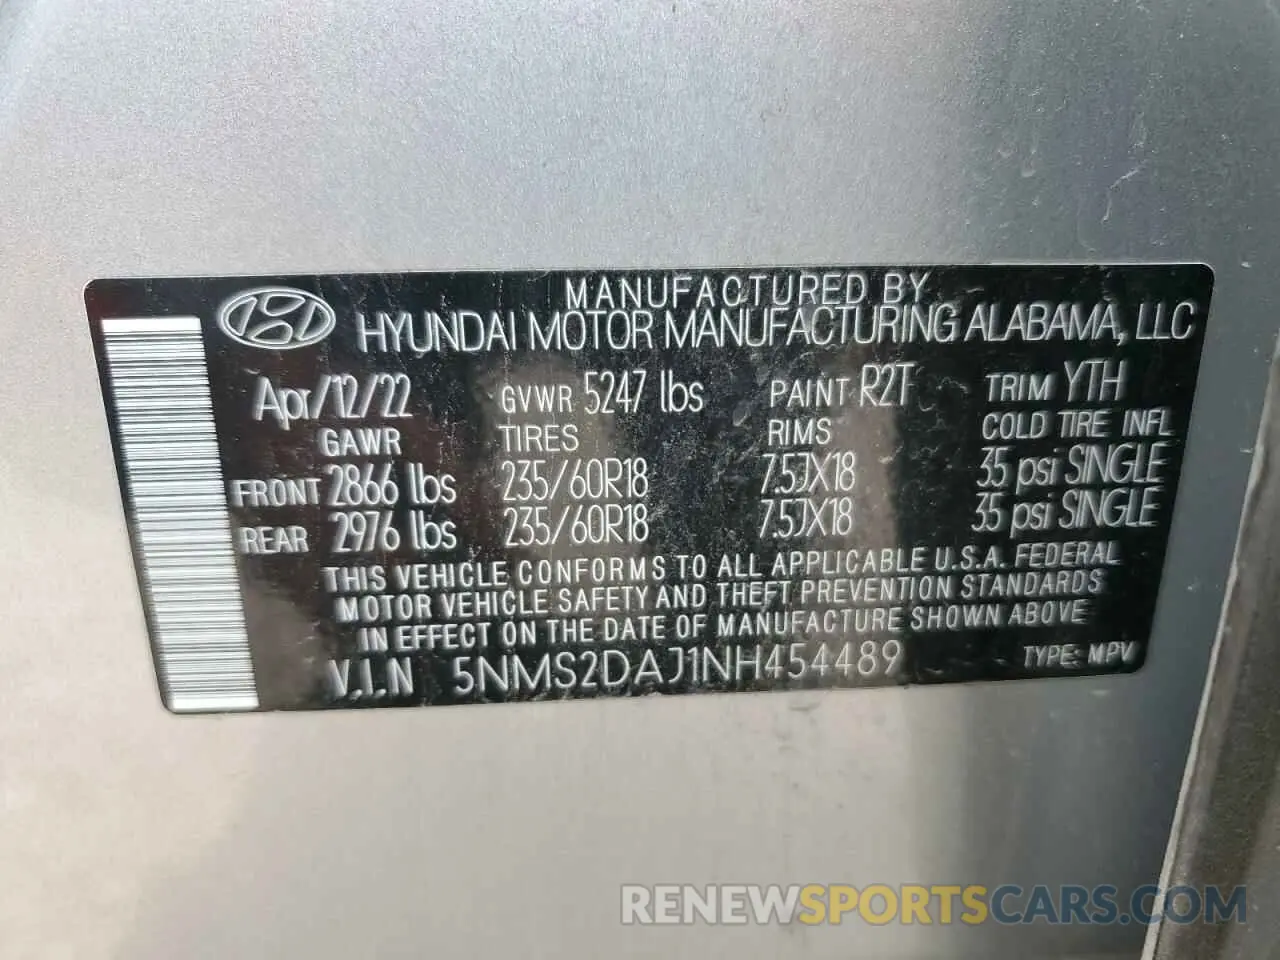 MANUFACTURED BY
HYUNDAI MOTOR MANUFACTURING ALABAMA, LLC
Apr/12/22 GVWR 5247 lbs PAINT R2T TRIM YTH
GAWR TIRES RIMS COLD TIRE INFL
FRONT 2866 lbs 235/60R18 7.5JX18 35 psi SINGLE
REAR 2976 lbs 235/60R18 7.5JX18 35 psi SINGLE
THIS VEHICLE CONFORMS TO ALL APPLICABLE U.S.A. FEDERAL
MOTOR VEHICLE SAFETY AND THEFT PREVENTION STANDARDS
IN EFFECT ON THE DATE OF MANUFACTURE SHOWN ABOVE
V.I.N 5NMS2DAJ1NH454489 TYPE: MPV
RENEWSPORTSCARS.COM